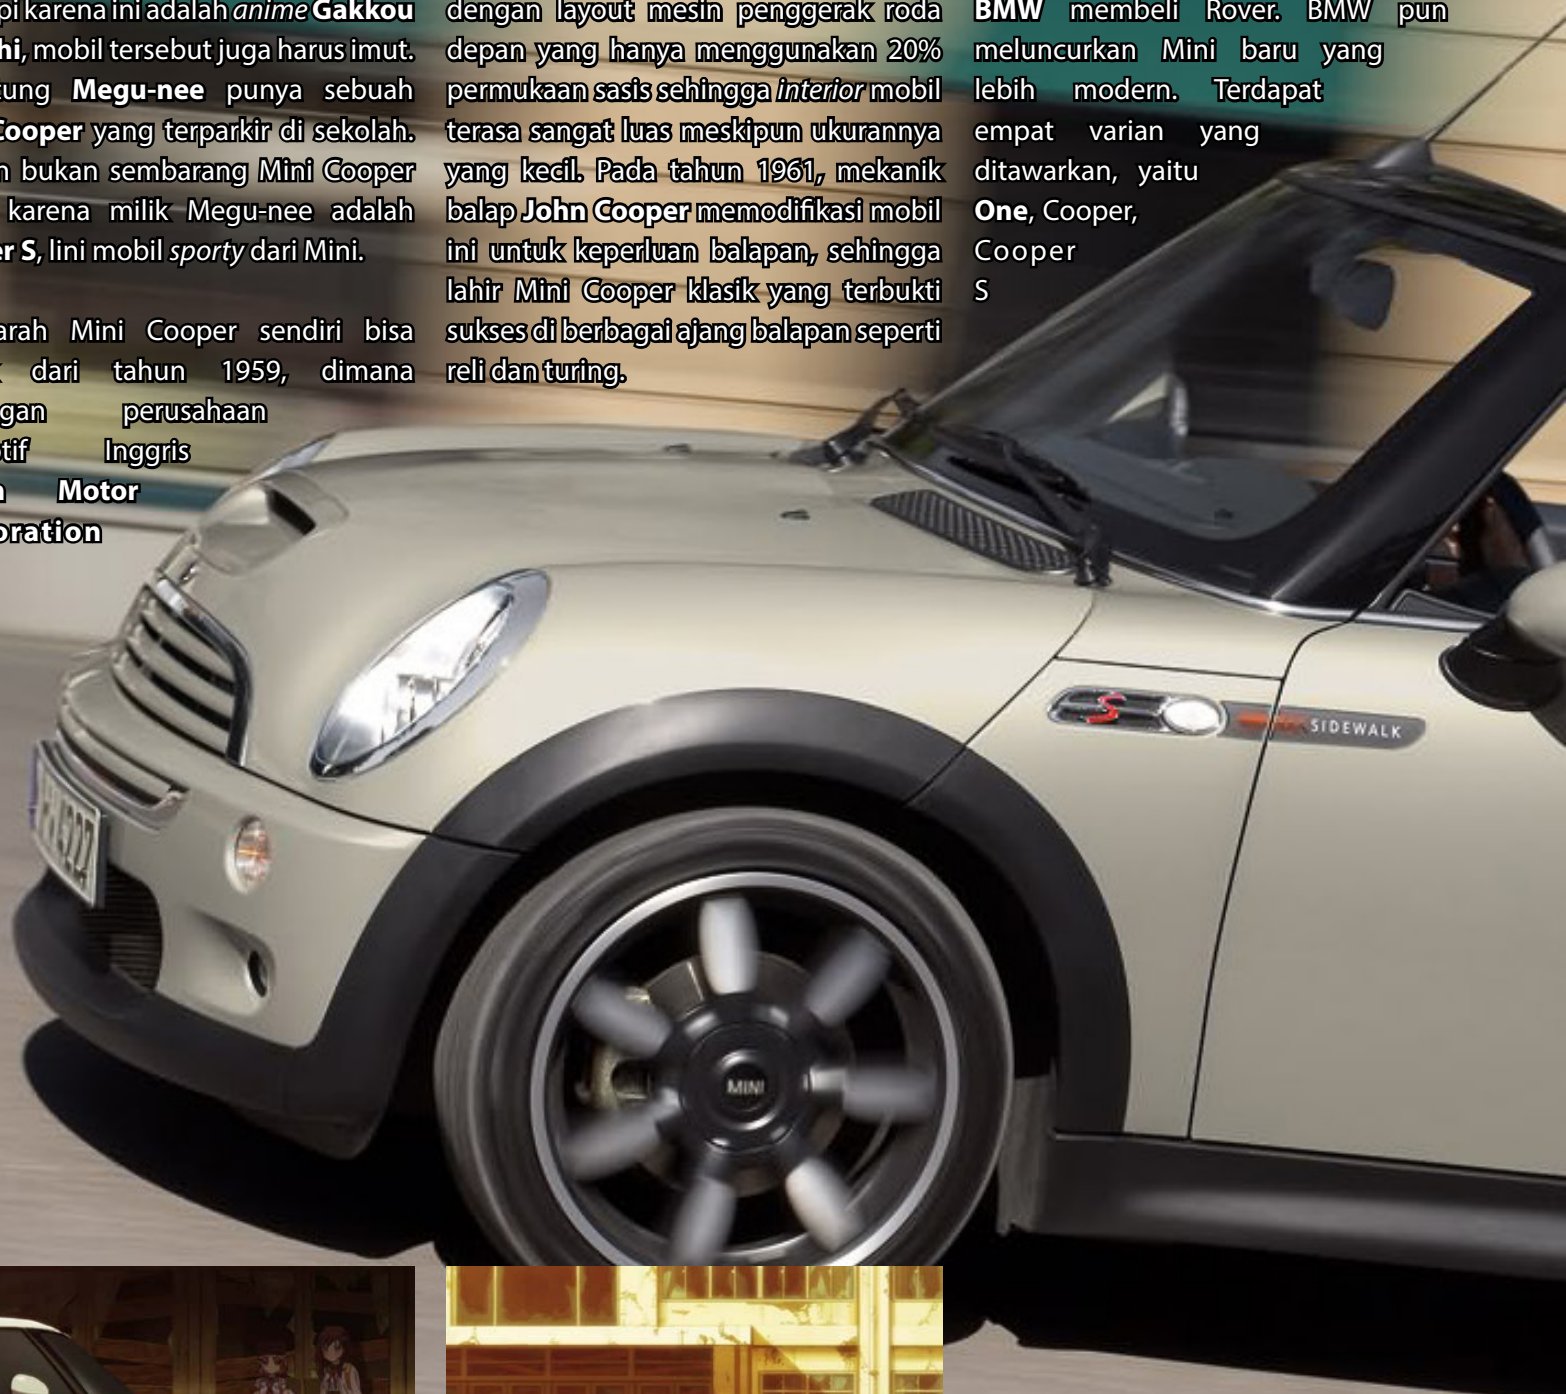 pi karena ini adalah anime Gakkou
hi, mobil tersebut juga harus imut.
tung Megu-nee punya sebuah
Cooper yang terparkir di sekolah.
n bukan sembarang Mini Cooper
karena milik Megu-nee adalah
er S, lini mobil sporty dari Mini.
arah Mini Cooper sendiri bisa
k dari tahun 1959, dimana
gan perusahaan
otif Inggris
Motor
oration
dengan layout mesin penggerak roda
depan yang hanya menggunakan 20%
permukaan sasis sehingga interior mobil
terasa sangat luas meskipun ukurannya
yang kecil. Pada tahun 1961, mekanik
balap John Cooper memodifikasi mobil
ini untuk keperluan balapan, sehingga
lahir Mini Cooper klasik yang terbukti
sukses di berbagai ajang balapan seperti
reli dan turing.
BMW membeli Rover. BMW pun
meluncurkan Mini baru yang
lebih modern. Terdapat
empat varian yang
ditawarkan, yaitu
One, Cooper,
Cooper
S
S
SIDEWALK
MINI